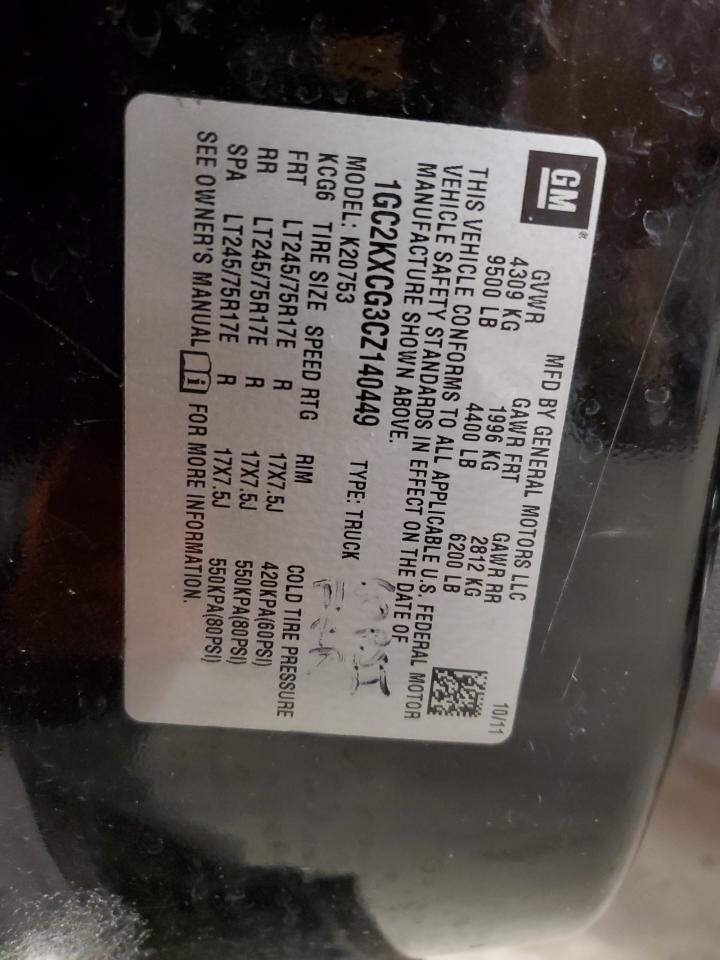 GM
MFD BY GENERAL MOTORS LLC 10/11
GVWR GAWR FRT GAWR RR
4309 KG 1996 KG 2812 KG
9500 LB 4400 LB 6200 LB
THIS VEHICLE CONFORMS TO ALL APPLICABLE U.S. FEDERAL MOTOR
VEHICLE SAFETY STANDARDS IN EFFECT ON THE DATE OF
MANUFACTURE SHOWN ABOVE.
1GC2KXCG3CZ140449 TYPE: TRUCK
MODEL: K20753
KCG6 TIRE SIZE SPEED RTG RIM COLD TIRE PRESSURE
FRT LT245/75R17E R 17X7.5J 420KPA(60PSI)
RR LT245/75R17E R 17X7.5J 550KPA(80PSI)
SPA LT245/75R17E R 17X7.5J 550KPA(80PSI)
SEE OWNER'S MANUAL i FOR MORE INFORMATION.